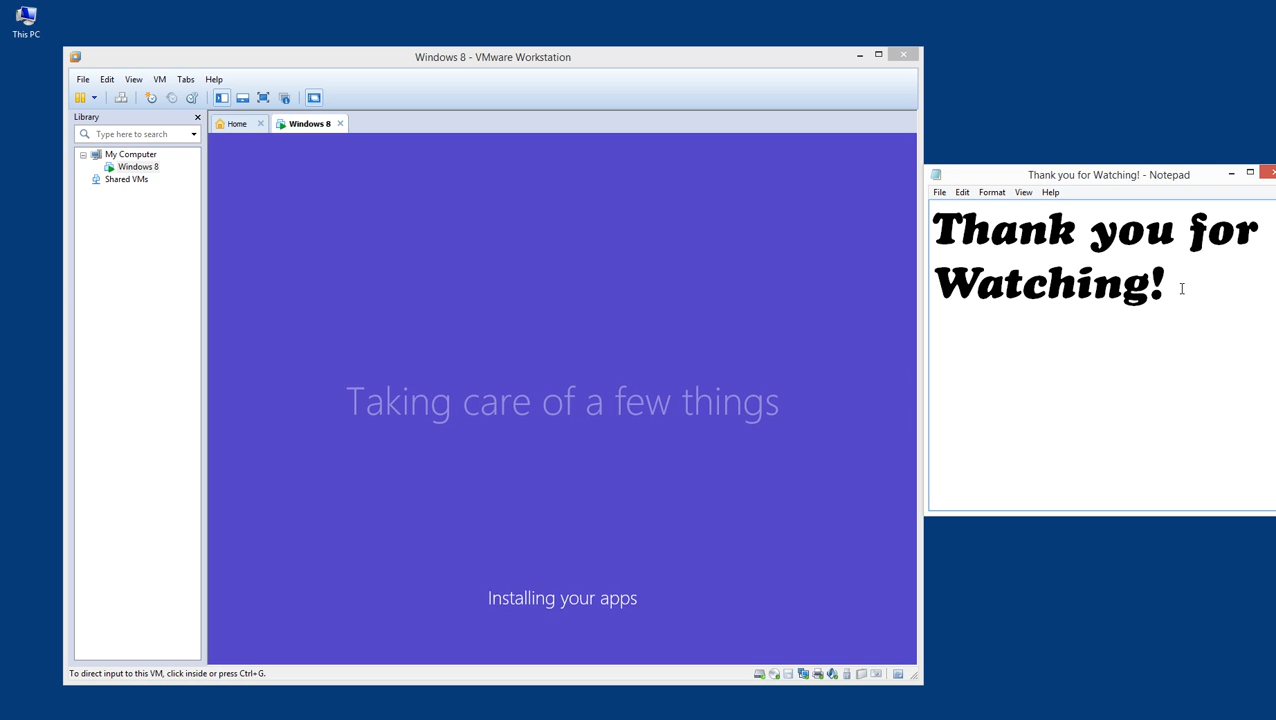 This PC
Windows 8 - VMware Workstation
File Edit View VM Tabs Help
Library
Type here to search
My Computer
Windows 8
Shared VMs
Home
Windows 8
Taking care of a few things
Installing your apps
To direct input to this VM, click inside or press Ctrl+G.
Thank you for Watching! - Notepad
File Edit Format View Help
Thank you for
Watching!